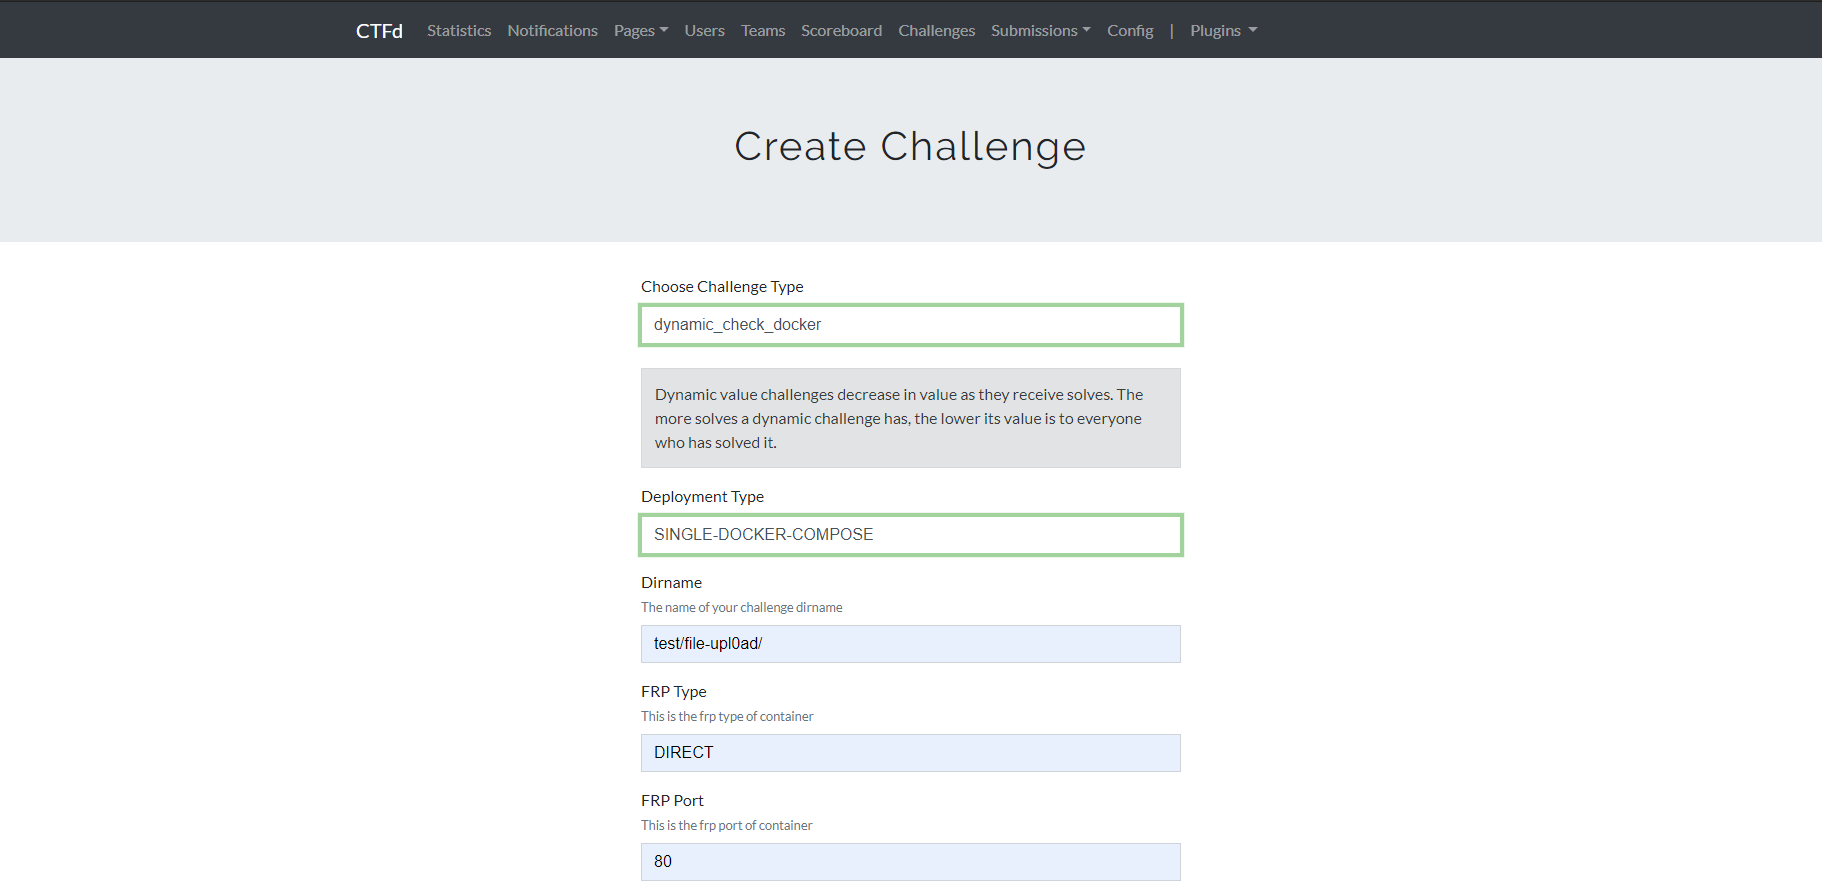 CTFd Statistics Notifications Pages Users Teams Scoreboard Challenges Submissions Config | Plugins
Create Challenge
Choose Challenge Type
dynamic_check_docker
Dynamic value challenges decrease in value as they receive solves. The
more solves a dynamic challenge has, the lower its value is to everyone
who has solved it.
Deployment Type
SINGLE-DOCKER-COMPOSE
Dirname
The name of your challenge dirname
test/file-upl0ad/
FRP Type
This is the frp type of container
DIRECT
FRP Port
This is the frp port of container
80